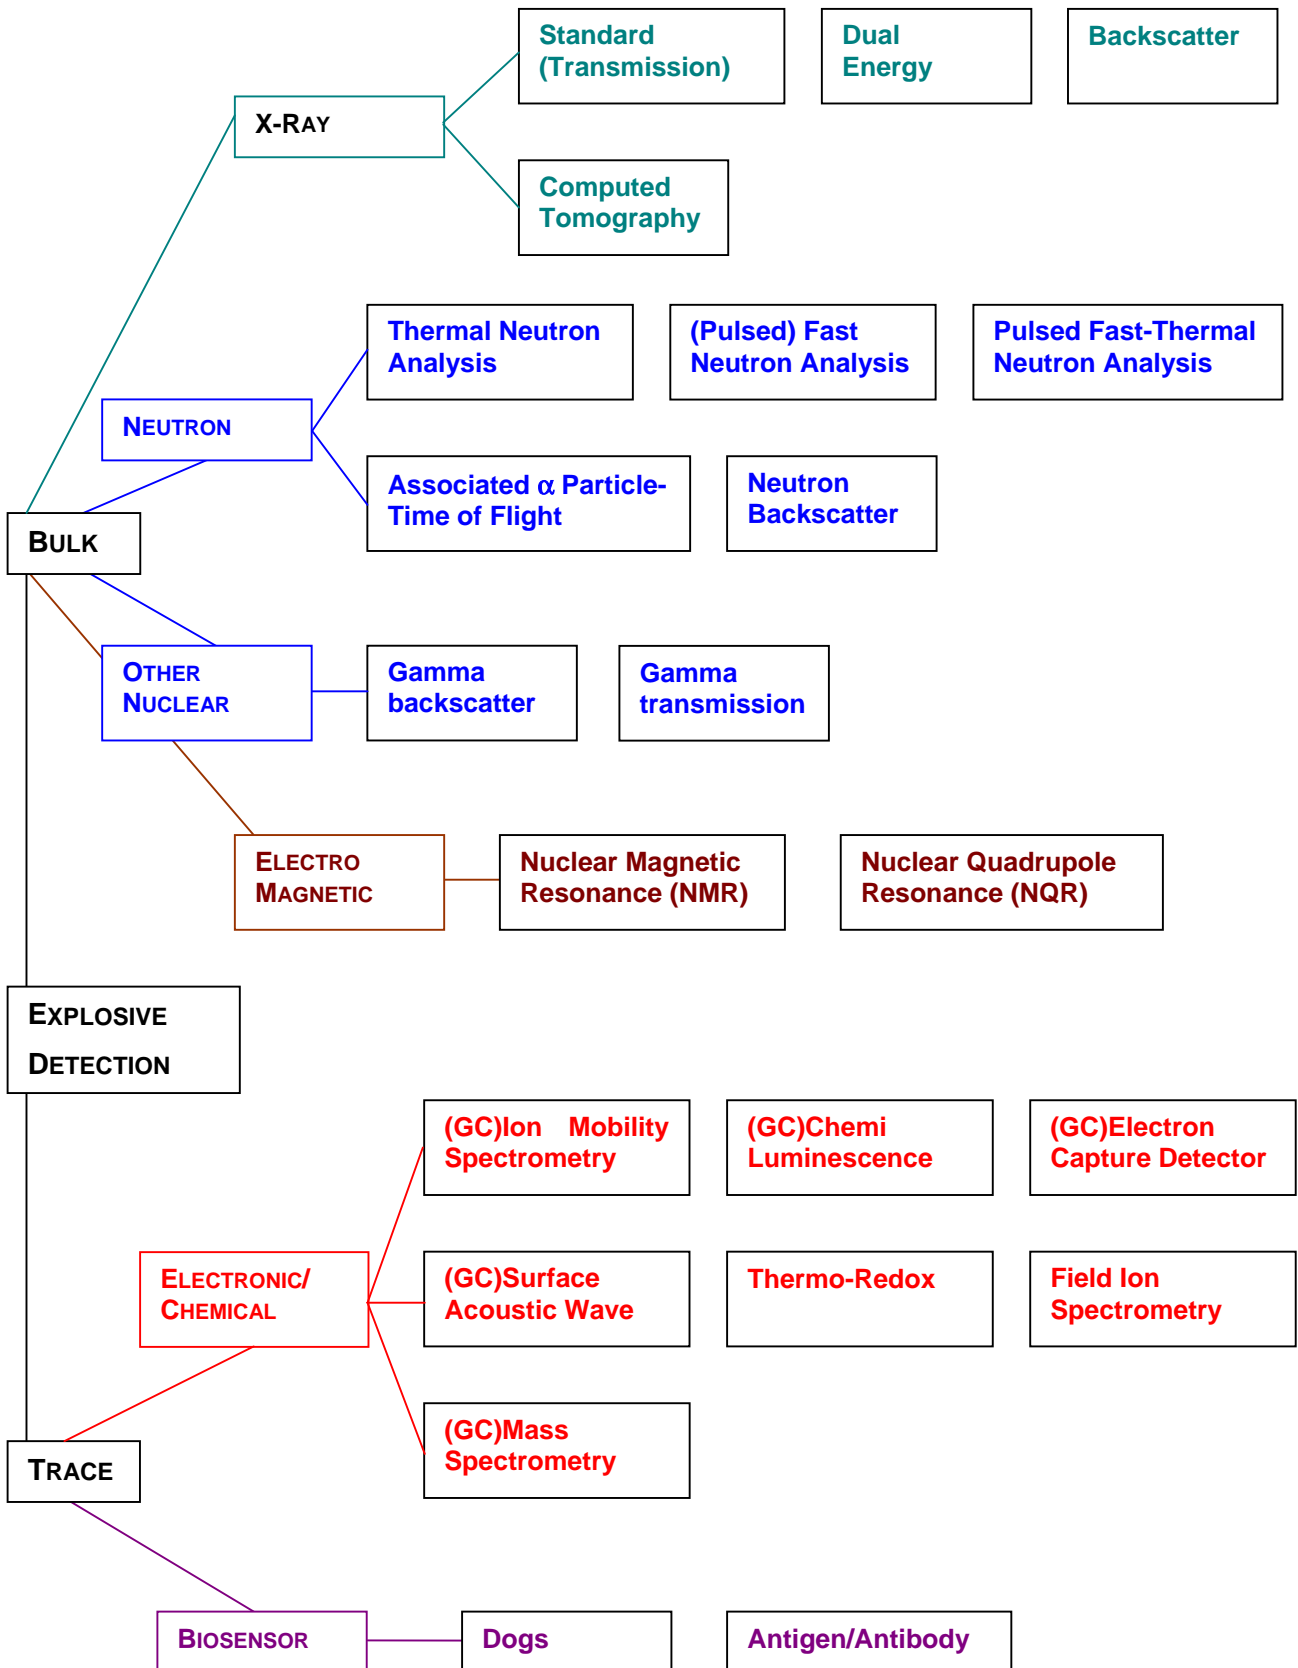 Standard
(Transmission)
Dual
Energy
Backscatter
X-RAY
Computed
Tomography
Thermal Neutron
Analysis
(Pulsed) Fast
Neutron Analysis
Pulsed Fast-Thermal
Neutron Analysis
NEUTRON
Associated α Particle-
Time of Flight
Neutron
Backscatter
BULK
OTHER
NUCLEAR
Gamma
backscatter
Gamma
transmission
ELECTRO
MAGNETIC
Nuclear Magnetic
Resonance (NMR)
Nuclear Quadrupole
Resonance (NQR)
EXPLOSIVE
DETECTION
(GC)Ion Mobility
Spectrometry
(GC)Chemi
Luminescence
(GC)Electron
Capture Detector
ELECTRONIC/
CHEMICAL
(GC)Surface
Acoustic Wave
Thermo-Redox
Field Ion
Spectrometry
(GC)Mass
Spectrometry
TRACE
BIOSENSOR
Dogs
Antigen/Antibody